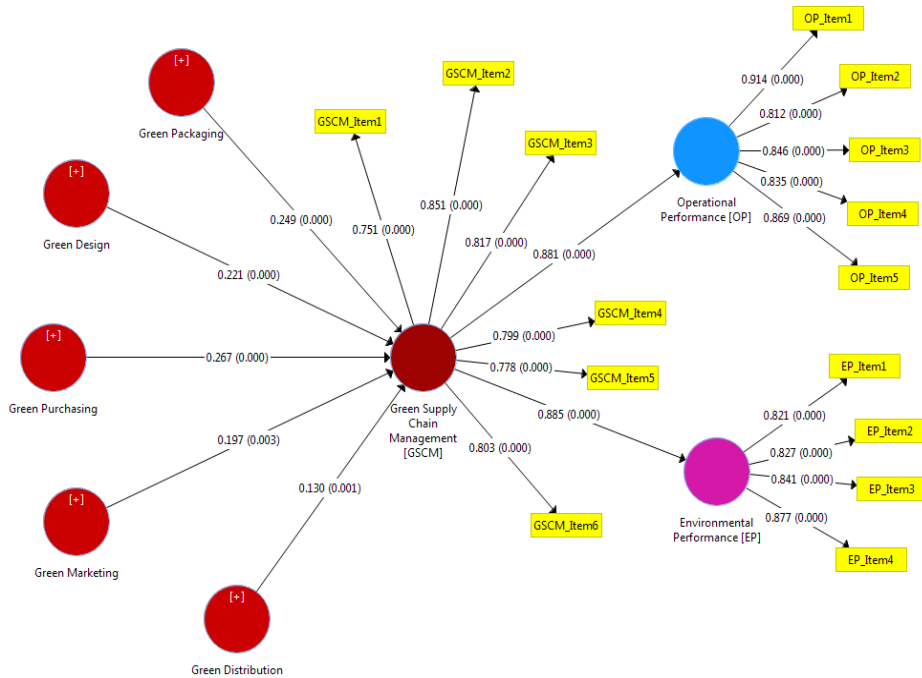 OP_Item1
[+]
GSCM_Item2
OP_Item2
0.914 (0.000)
GSCM_Item1
0.812 (0.000)
Green Packaging
GSCM_Item3
0.846 (0.000)
OP_Item3
[+]
0.835 (0.000)
Operational
Performance [OP]
0.869 (0.000)
OP_Item4
0.851 (0.000)
0.249 (0.000)
0.751 (0.000)
Green Design
0.817 (0.000)
0.881 (0.000)
OP_Item5
0.221 (0.000)
GSCM_Item4
[+]
0.799 (0.000)
0.267 (0.000)
0.778 (0.000)
EP_Item1
GSCM_Item5
Green Purchasing
Green Supply
Chain
Management
[GSCM]
0.885 (0.000)
0.821 (0.000)
EP_Item2
0.197 (0.003)
0.803 (0.000)
0.827 (0.000)
0.841 (0.000)
EP_Item3
0.130 (0.001)
[+]
0.877 (0.000)
GSCM_Item6
Environmental
Performance [EP]
EP_Item4
Green Marketing
[+]
Green Distribution